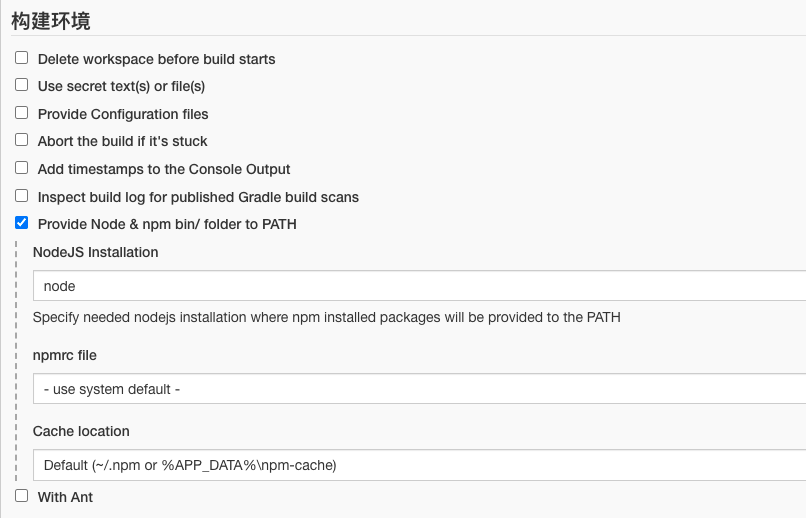 构建环境
Delete workspace before build starts
Use secret text(s) or file(s)
Provide Configuration files
Abort the build if it's stuck
Add timestamps to the Console Output
Inspect build log for published Gradle build scans
Provide Node & npm bin/ folder to PATH
NodeJS Installation
node
Specify needed nodejs installation where npm installed packages will be provided to the PATH
npmrc file
- use system default -
Cache location
Default (~/.npm or %APP_DATA%\npm-cache)
With Ant